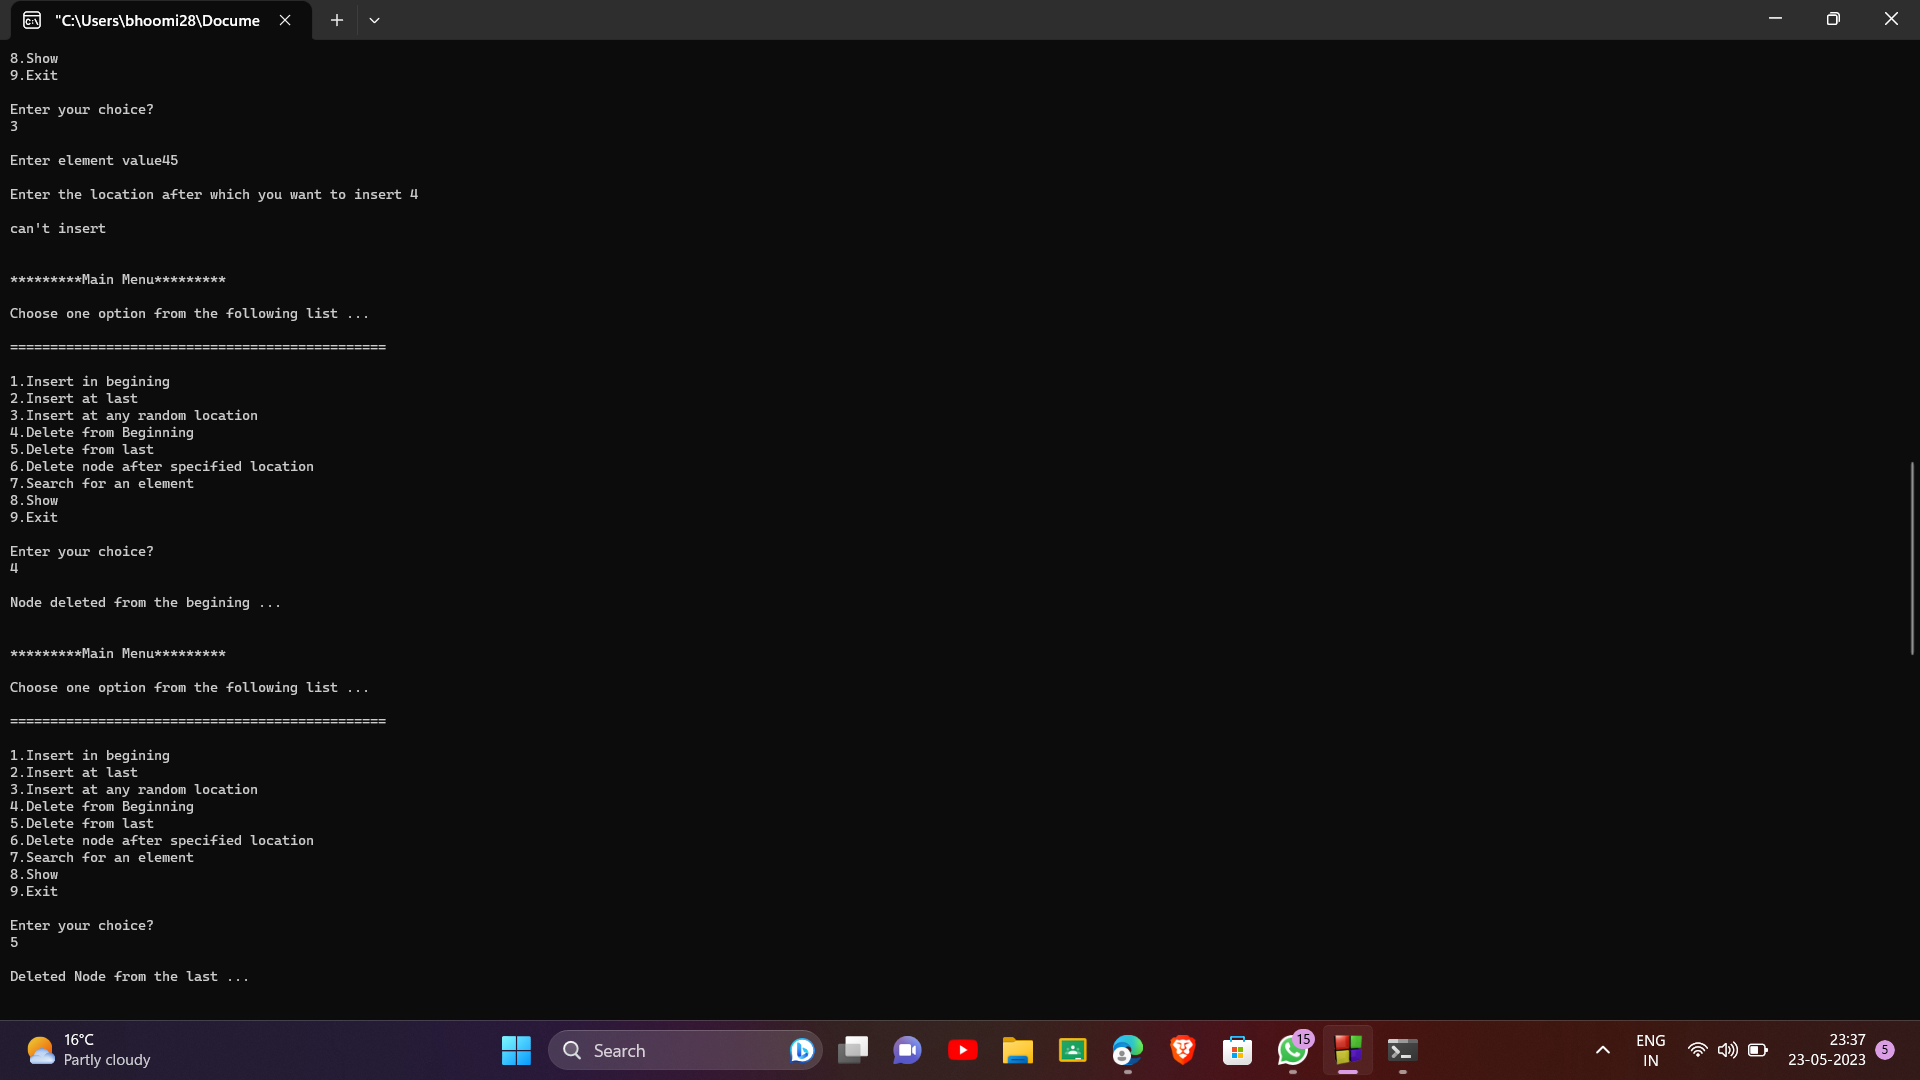 "C:\Users\bhoomi28\Docume
8.Show
9.Exit
Enter your choice?
3
Enter element value45
Enter the location after which you want to insert 4
can't insert
*********Main Menu*********
Choose one option from the following list ...
===============================================
1.Insert in begining
2.Insert at last
3.Insert at any random location
4.Delete from Beginning
5.Delete from last
6.Delete node after specified location
7.Search for an element
8.Show
9.Exit
Enter your choice?
4
Node deleted from the begining ...
*********Main Menu*********
Choose one option from the following list ...
===============================================
1.Insert in begining
2.Insert at last
3.Insert at any random location
4.Delete from Beginning
5.Delete from last
6.Delete node after specified location
7.Search for an element
8.Show
9.Exit
Enter your choice?
5
Deleted Node from the last ...
16°C
Partly cloudy
Search
15
ENG
IN
23:37
23-05-2023
5